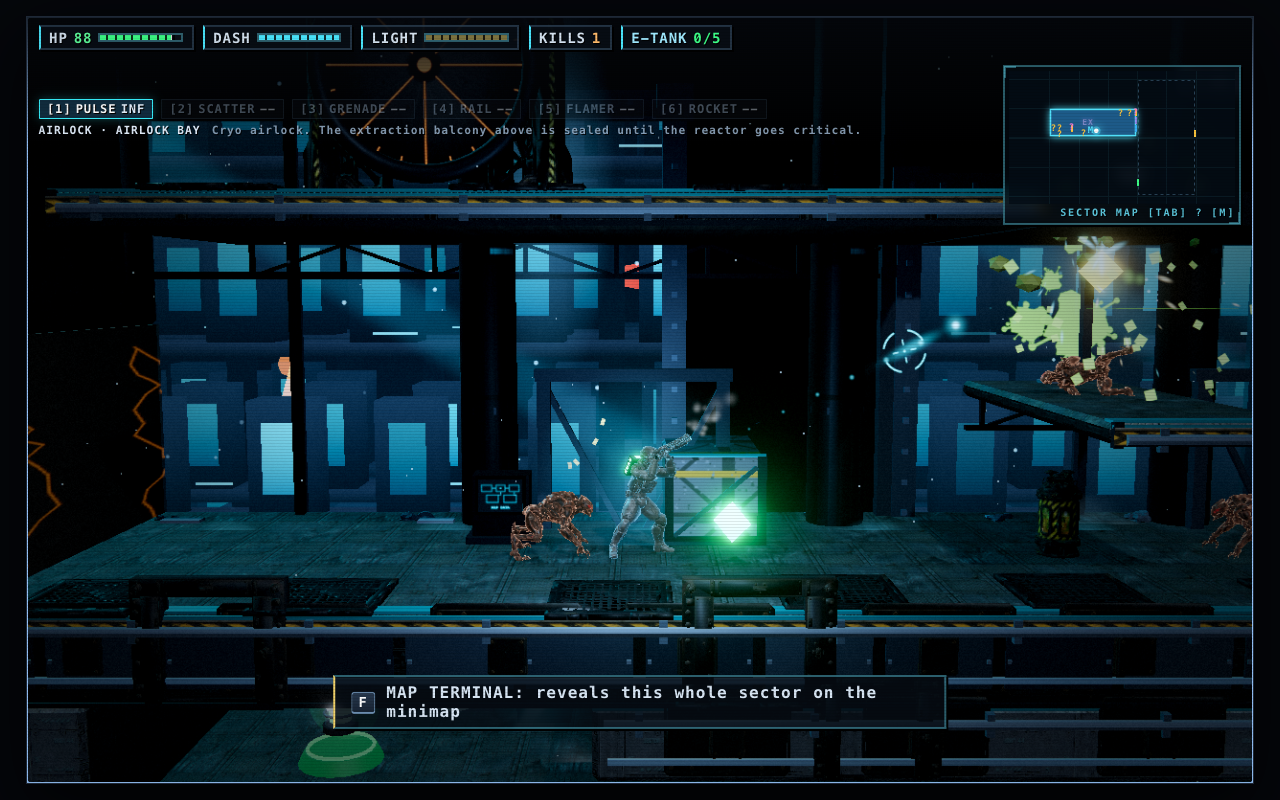 HP 88 DASH LIGHT KILLS 1 E-TANK 0/5
[1] PULSE INF [2] SCATTER -- [3] GRENADE -- [4] RAIL -- [5] FLAMER -- [6] ROCKET --
AIRLOCK · AIRLOCK BAY Cryo airlock. The extraction balcony above is sealed until the reactor goes critical.
? ?
EX
?? ? M
SECTOR MAP [TAB] ? [M]
F MAP TERMINAL: reveals this whole sector on the
minimap